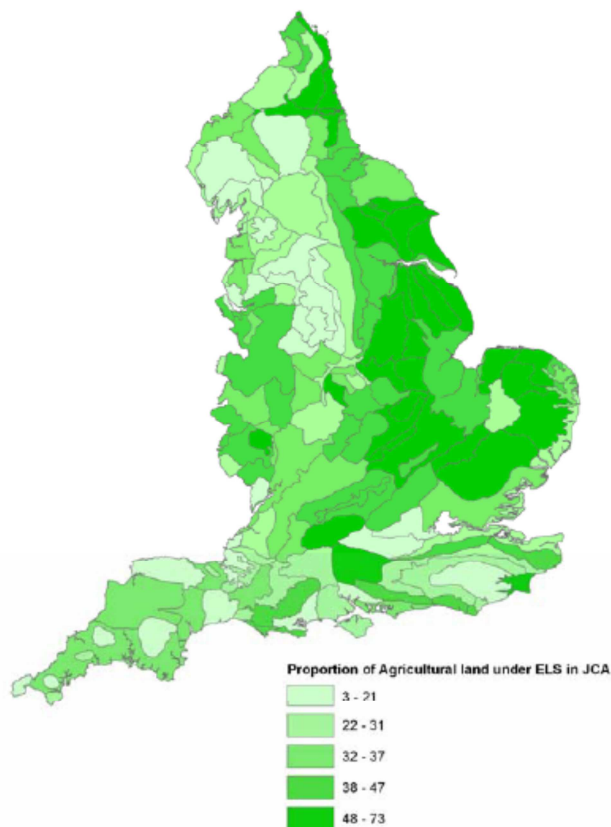 Proportion of Agricultural land under ELS in JCA
3 - 21
22 - 31
32 - 37
38 - 47
48 - 73